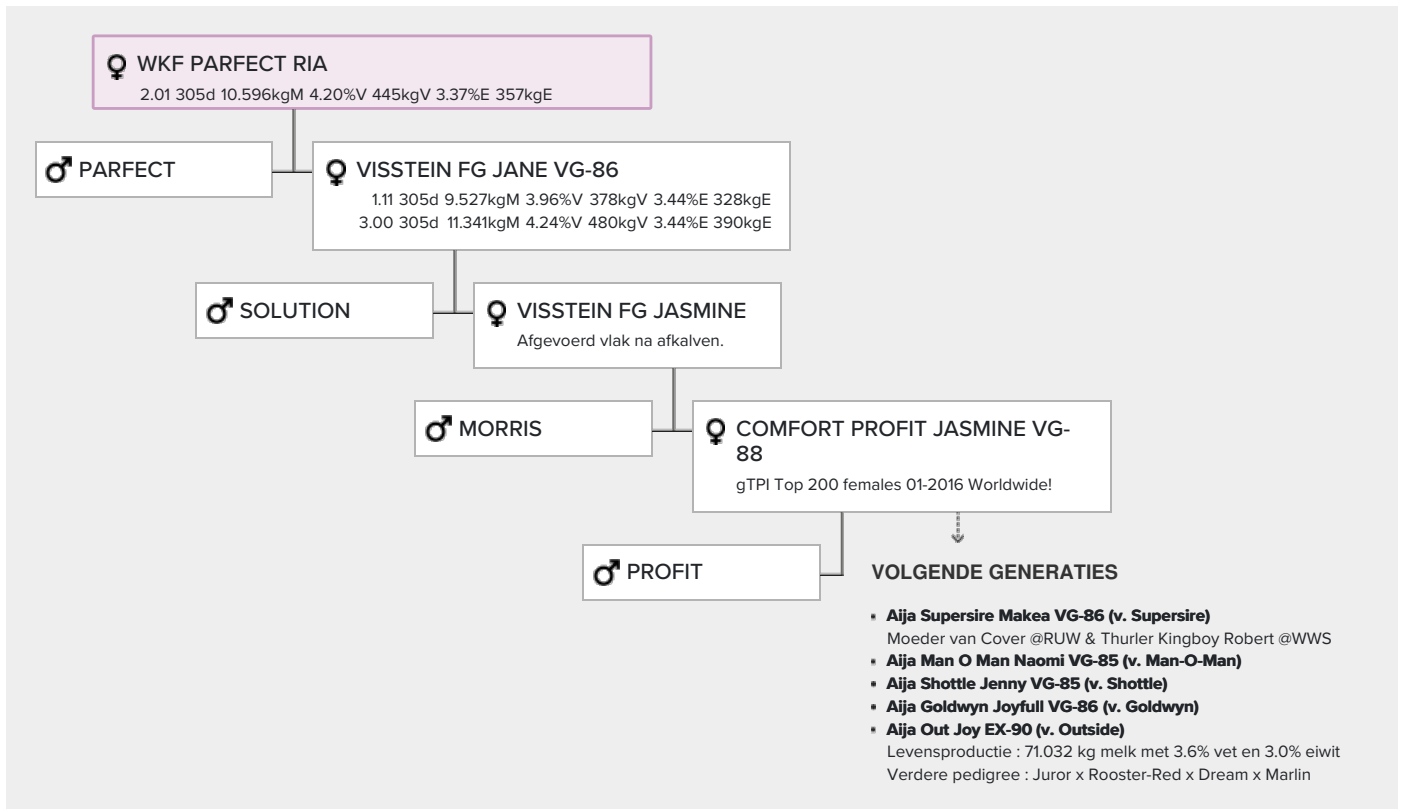 WKF PARFECT RIA
2.01 305d 10.596kgM 4.20%V 445kgV 3.37%E 357kgE
PARFECT
VISSTEIN FG JANE VG-86
1.11 305d 9.527kgM 3.96%V 378kgV 3.44%E 328kgE
3.00 305d 11.341kgM 4.24%V 480kgV 3.44%E 390kgE
SOLUTION
VISSTEIN FG JASMINE
Afgevoerd vlak na afkalven.
MORRIS
COMFORT PROFIT JASMINE VG-
88
gTPI Top 200 females 01-2016 Worldwide!
PROFIT
VOLGENDE GENERATIES
Aija Supersire Makea VG-86 (v. Supersire)
Moeder van Cover @RUW & Thurler Kingboy Robert @WWS
Aija Man O Man Naomi VG-85 (v. Man-O-Man)
Aija Shottle Jenny VG-85 (v. Shottle)
Aija Goldwyn Joyfull VG-86 (v. Goldwyn)
Aija Out Joy EX-90 (v. Outside)
Levensproductie : 71.032 kg melk met 3.6% vet en 3.0% eiwit
Verdere pedigree : Juror x Rooster-Red x Dream x Marlin